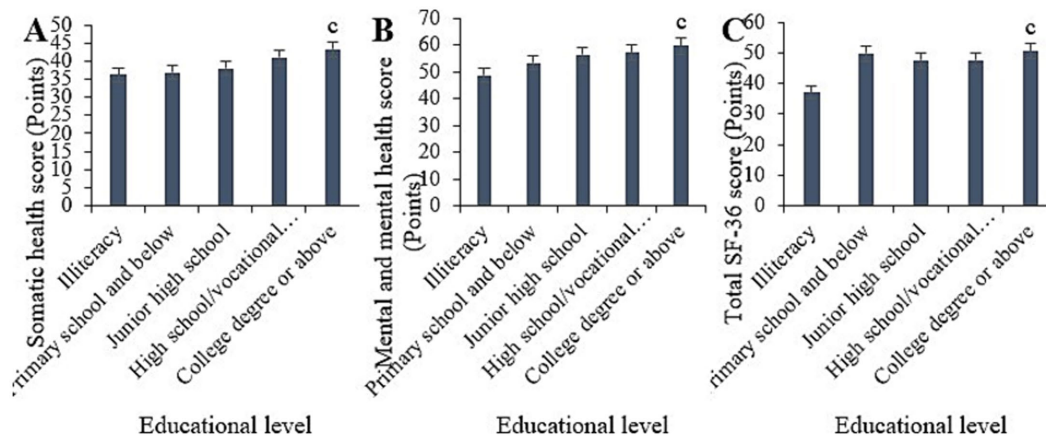 A
Somatic health score (Points)
50
45
40
35
30
25
20
15
10
5
0
c
Illiteracy
Primary school and below
Junior high school
High school/vocational...
College degree or above
Educational level
B
Mental and mental health score
(Points)
70
60
50
40
30
20
10
0
c
Illiteracy
Primary school and below
Junior high school
High school/vocational...
College degree or above
Educational level
C
Total SF-36 score (Points)
60
50
40
30
20
10
0
c
Illiteracy
rimary school and below
Junior high school
High school/vocational...
College degree or above
Educational level